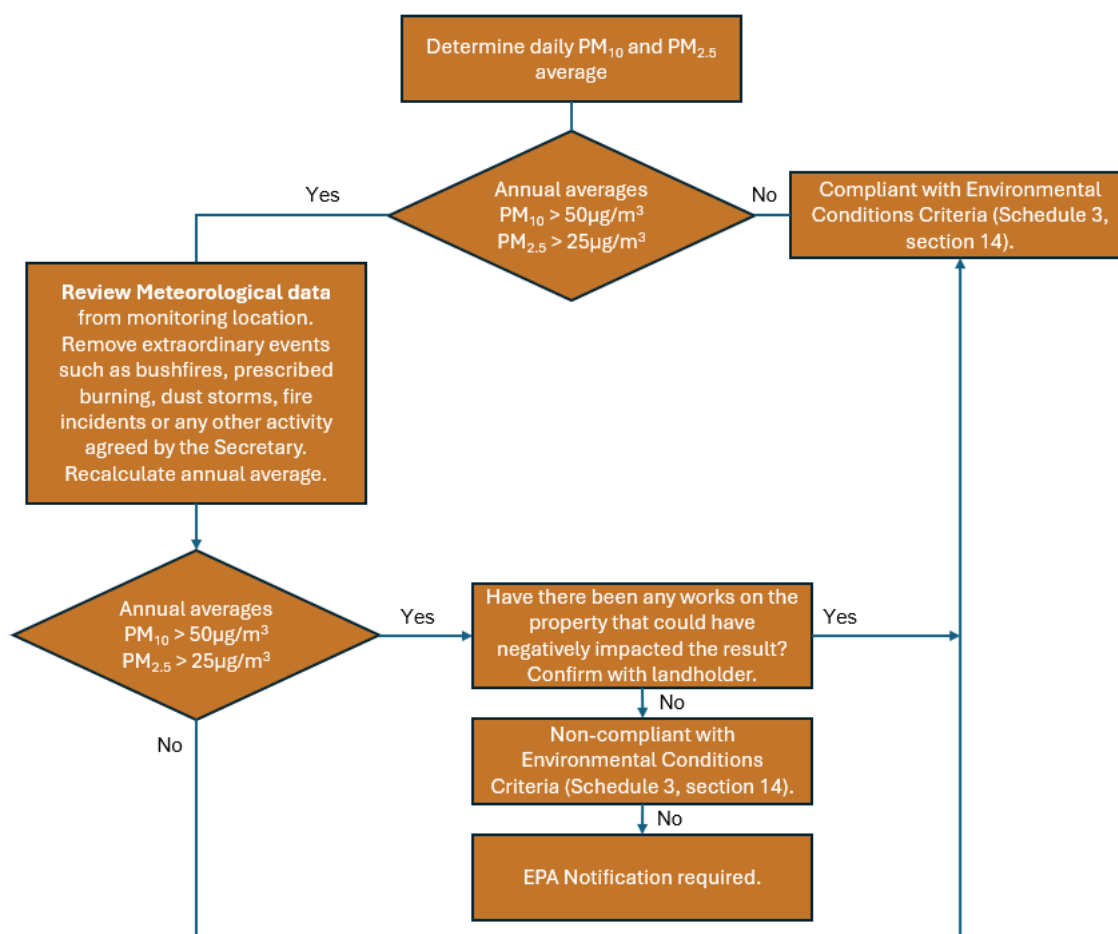 Determine daily PM₁₀ and PM₂.₅
average
Yes
Annual averages
PM₁₀ > 50µg/m³
PM₂.₅ > 25µg/m³
No
Compliant with Environmental
Conditions Criteria (Schedule 3,
section 14).
Review Meteorological data
from monitoring location.
Remove extraordinary events
such as bushfires, prescribed
burning, dust storms, fire
incidents or any other activity
agreed by the Secretary.
Recalculate annual average.
Annual averages
PM₁₀ > 50µg/m³
PM₂.₅ > 25µg/m³
Yes
Have there been any works on the
property that could have
negatively impacted the result?
Confirm with landholder.
Yes
No
No
Non-compliant with
Environmental Conditions
Criteria (Schedule 3, section 14).
No
EPA Notification required.